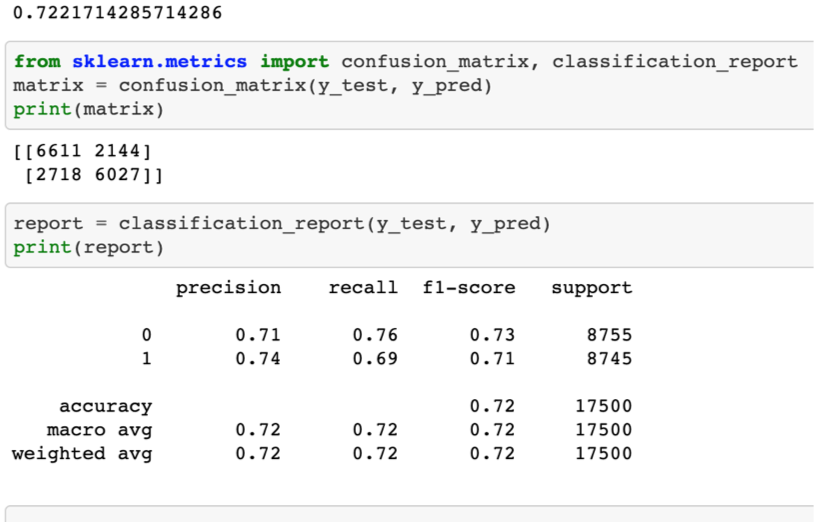 0.7221714285714286
from sklearn.metrics import confusion_matrix, classification_report
matrix = confusion_matrix(y_test, y_pred)
print(matrix)
[[6611 2144]
 [2718 6027]]
report = classification_report(y_test, y_pred)
print(report)
precision recall f1-score support
0 0.71 0.76 0.73 8755
1 0.74 0.69 0.71 8745
accuracy 0.72 17500
macro avg 0.72 0.72 0.72 17500
weighted avg 0.72 0.72 0.72 17500